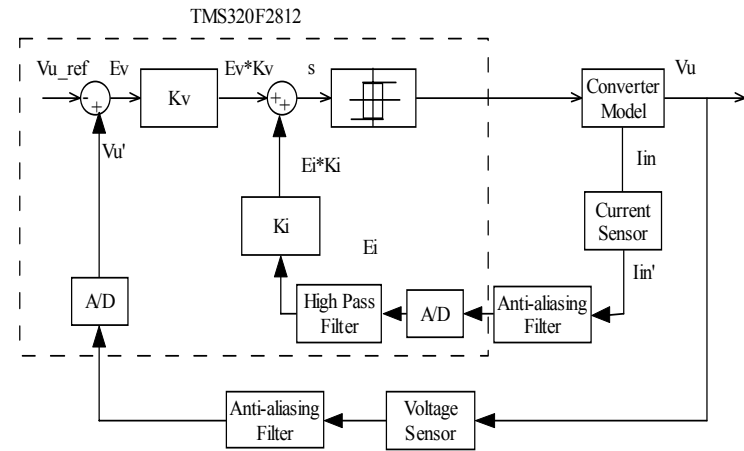 TMS320F2812
Vu_ref
Ev
Ev*Kv
s
Vu
-
+
Kv
+
+
Converter
Model
Vu'
Ei*Ki
Iin
Ki
Current
Sensor
Ei
Iin'
A/D
High Pass
Filter
A/D
Anti-aliasing
Filter
Anti-aliasing
Filter
Voltage
Sensor